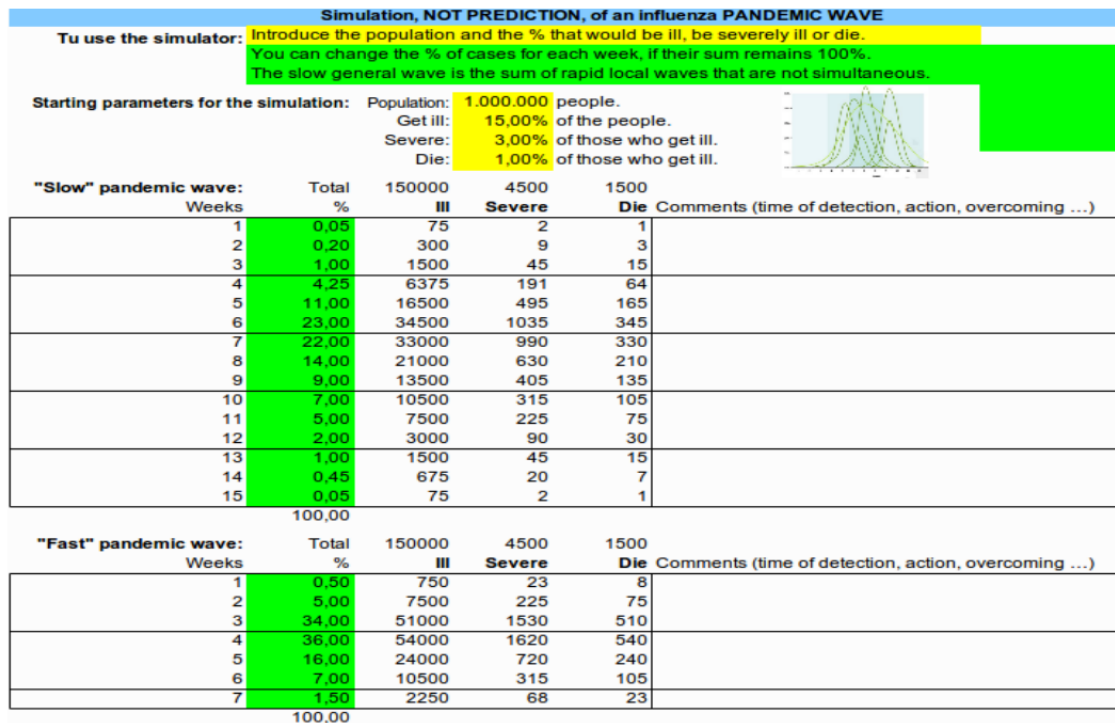 Simulation, NOT PREDICTION, of an influenza PANDEMIC WAVE
Tu use the simulator: Introduce the population and the % that would be ill, be severely ill or die.
You can change the % of cases for each week, if their sum remains 100%.
The slow general wave is the sum of rapid local waves that are not simultaneous.
Starting parameters for the simulation: Population: 1.000.000 people.
Get ill: 15,00% of the people.
Severe: 3,00% of those who get ill.
Die: 1,00% of those who get ill.
"Slow" pandemic wave: Total 150000 4500 1500
Weeks % Ill Severe Die Comments (time of detection, action, overcoming ...)
1 0,05 75 2 1
2 0,20 300 9 3
3 1,00 1500 45 15
4 4,25 6375 191 64
5 11,00 16500 495 165
6 23,00 34500 1035 345
7 22,00 33000 990 330
8 14,00 21000 630 210
9 9,00 13500 405 135
10 7,00 10500 315 105
11 5,00 7500 225 75
12 2,00 3000 90 30
13 1,00 1500 45 15
14 0,45 675 20 7
15 0,05 75 2 1
100,00
"Fast" pandemic wave: Total 150000 4500 1500
Weeks % Ill Severe Die Comments (time of detection, action, overcoming ...)
1 0,50 750 23 8
2 5,00 7500 225 75
3 34,00 51000 1530 510
4 36,00 54000 1620 540
5 16,00 24000 720 240
6 7,00 10500 315 105
7 1,50 2250 68 23
100,00